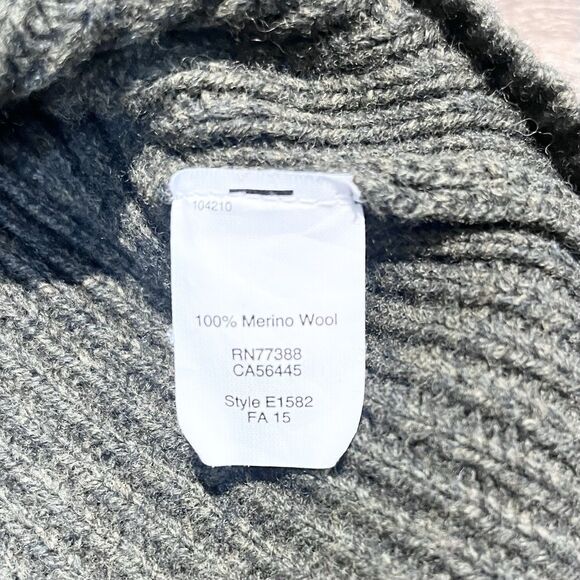 104210
100% Merino Wool
RN77388
CA56445
Style E1582
FA 15